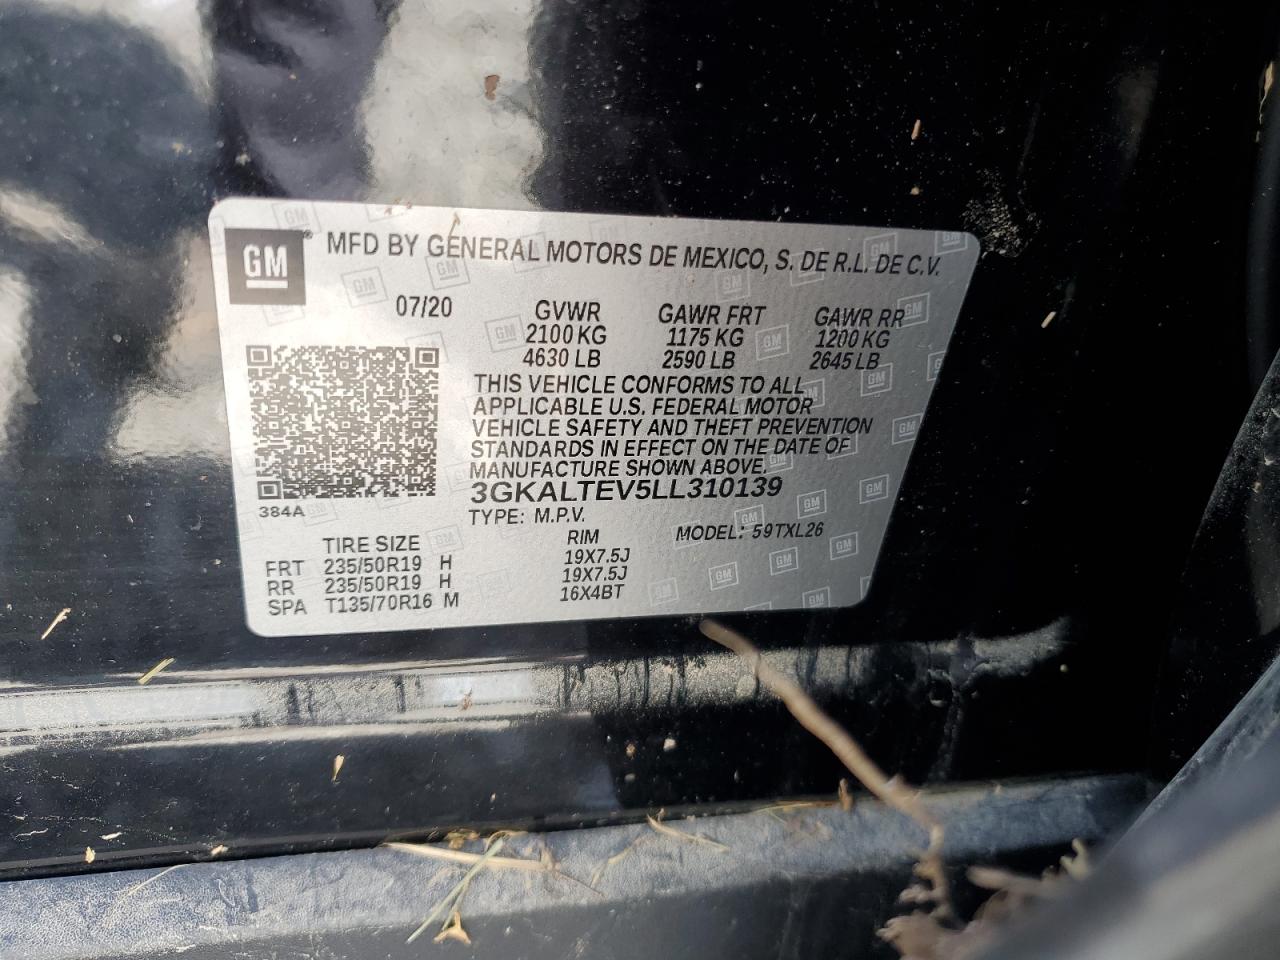 GM ® MFD BY GENERAL MOTORS DE MEXICO, S. DE R.L. DE C.V.
07/20 GVWR GAWR FRT GAWR RR
2100 KG 1175 KG 1200 KG
4630 LB 2590 LB 2645 LB
THIS VEHICLE CONFORMS TO ALL
APPLICABLE U.S. FEDERAL MOTOR
VEHICLE SAFETY AND THEFT PREVENTION
STANDARDS IN EFFECT ON THE DATE OF
MANUFACTURE SHOWN ABOVE.
3GKALTEV5LL310139
384A
TYPE: M.P.V. MODEL: 59TXL26
TIRE SIZE RIM
FRT 235/50R19 H 19X7.5J
RR 235/50R19 H 19X7.5J
SPA T135/70R16 M 16X4BT